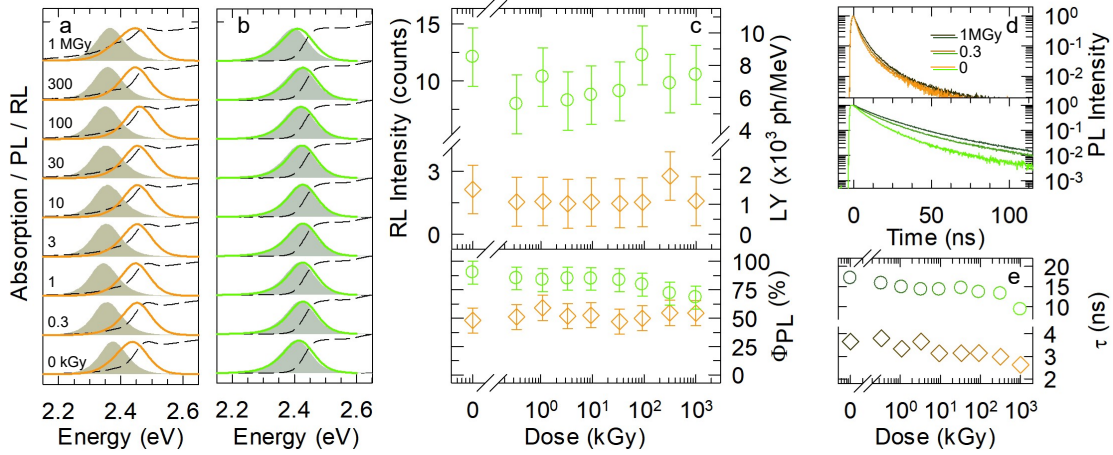 Absorption / PL / RL
a
1 MGy
300
100
30
10
3
1
0.3
0 kGy
2.2 2.4 2.6
Energy (eV)
b
2.2 2.4 2.6
Energy (eV)
RL Intensity (counts)
c
15
10
3
0
10
8
6
4
2
1
0
LY (x10³ ph/MeV)
100
75
50
25
0
Φ_PL (%)
0 10⁰ 10¹ 10² 10³
Dose (kGy)
d
1MGy
0.3
0
10⁰
10⁻¹
10⁻²
10⁰
10⁻¹
10⁻²
10⁻³
PL Intensity
0 50 100
Time (ns)
e
20
15
10
4
3
2
τ (ns)
0 10⁰ 10¹ 10² 10³
Dose (kGy)